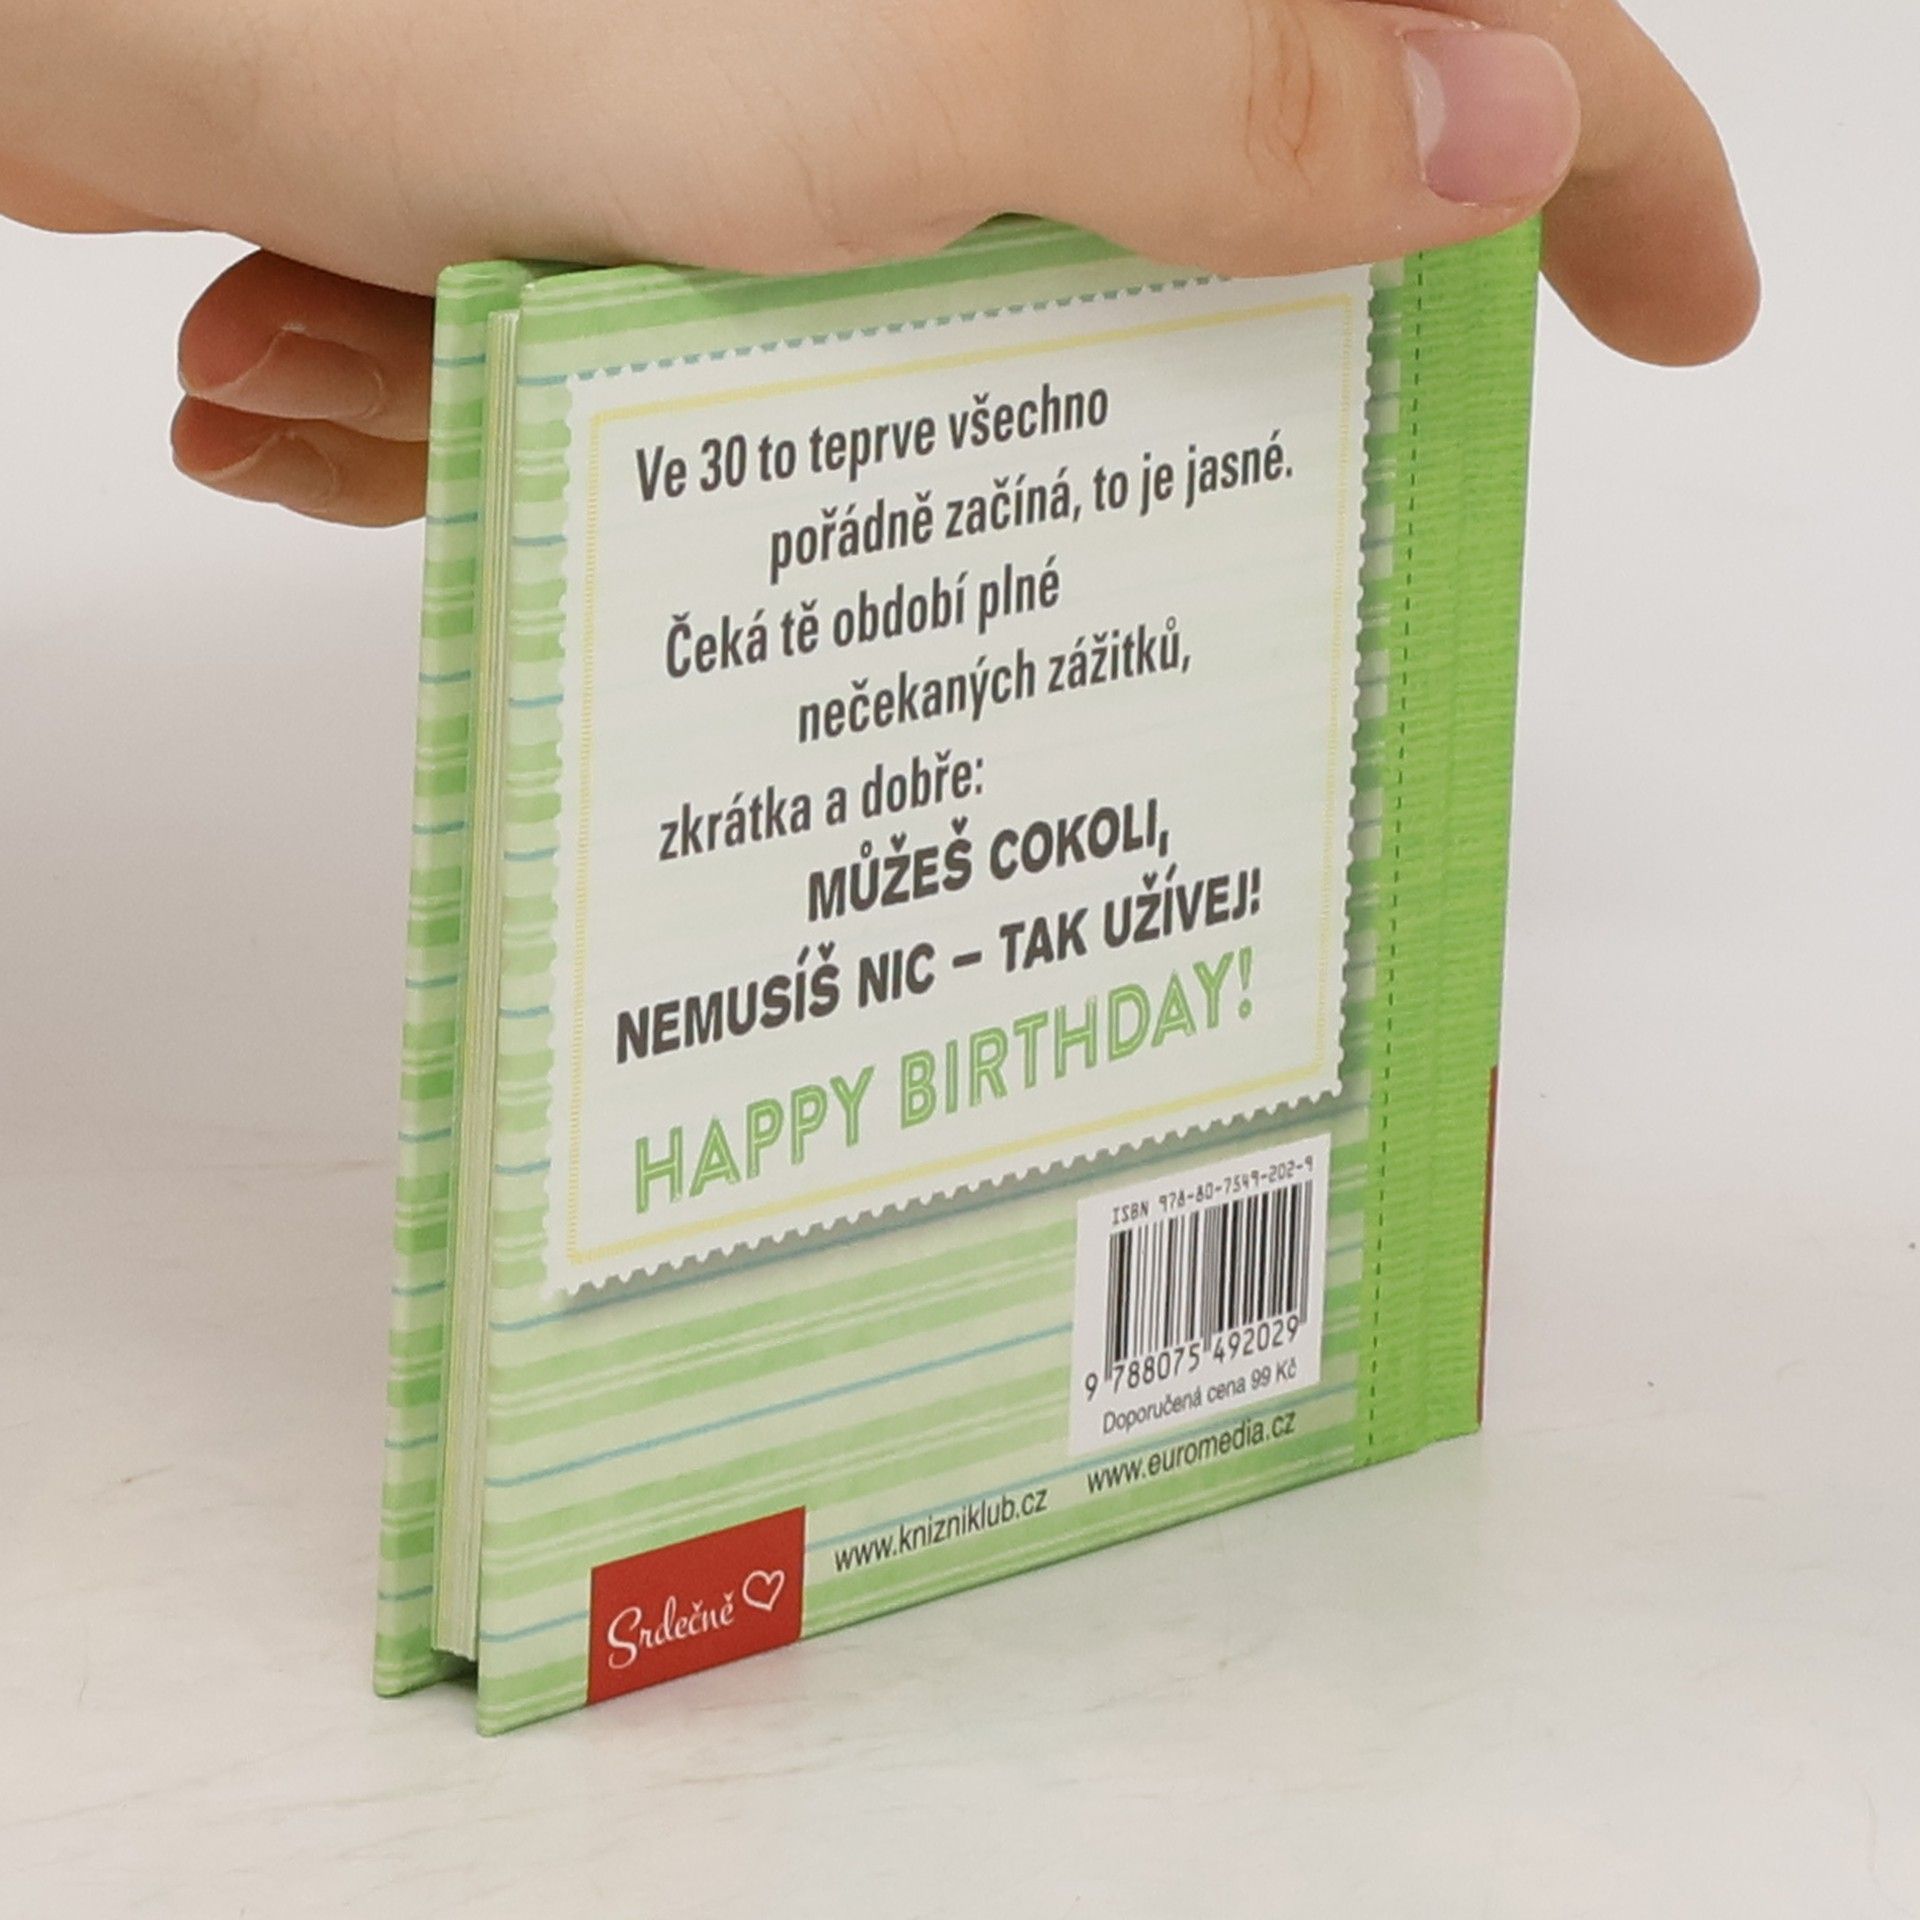 Ve 30 to teprve všechno
pořádně začíná, to je jasné.
Čeká tě období plné
nečekaných zážitků,
zkrátka a dobře:
MŮŽEŠ COKOLI,
NEMUSÍŠ NIC – TAK UŽÍVEJ!
HAPPY BIRTHDAY!
ISBN 978-80-7549-202-9
9 788075 492029
Doporučená cena 99 Kč
www.knizniklub.cz www.euromedia.cz
Srdečně